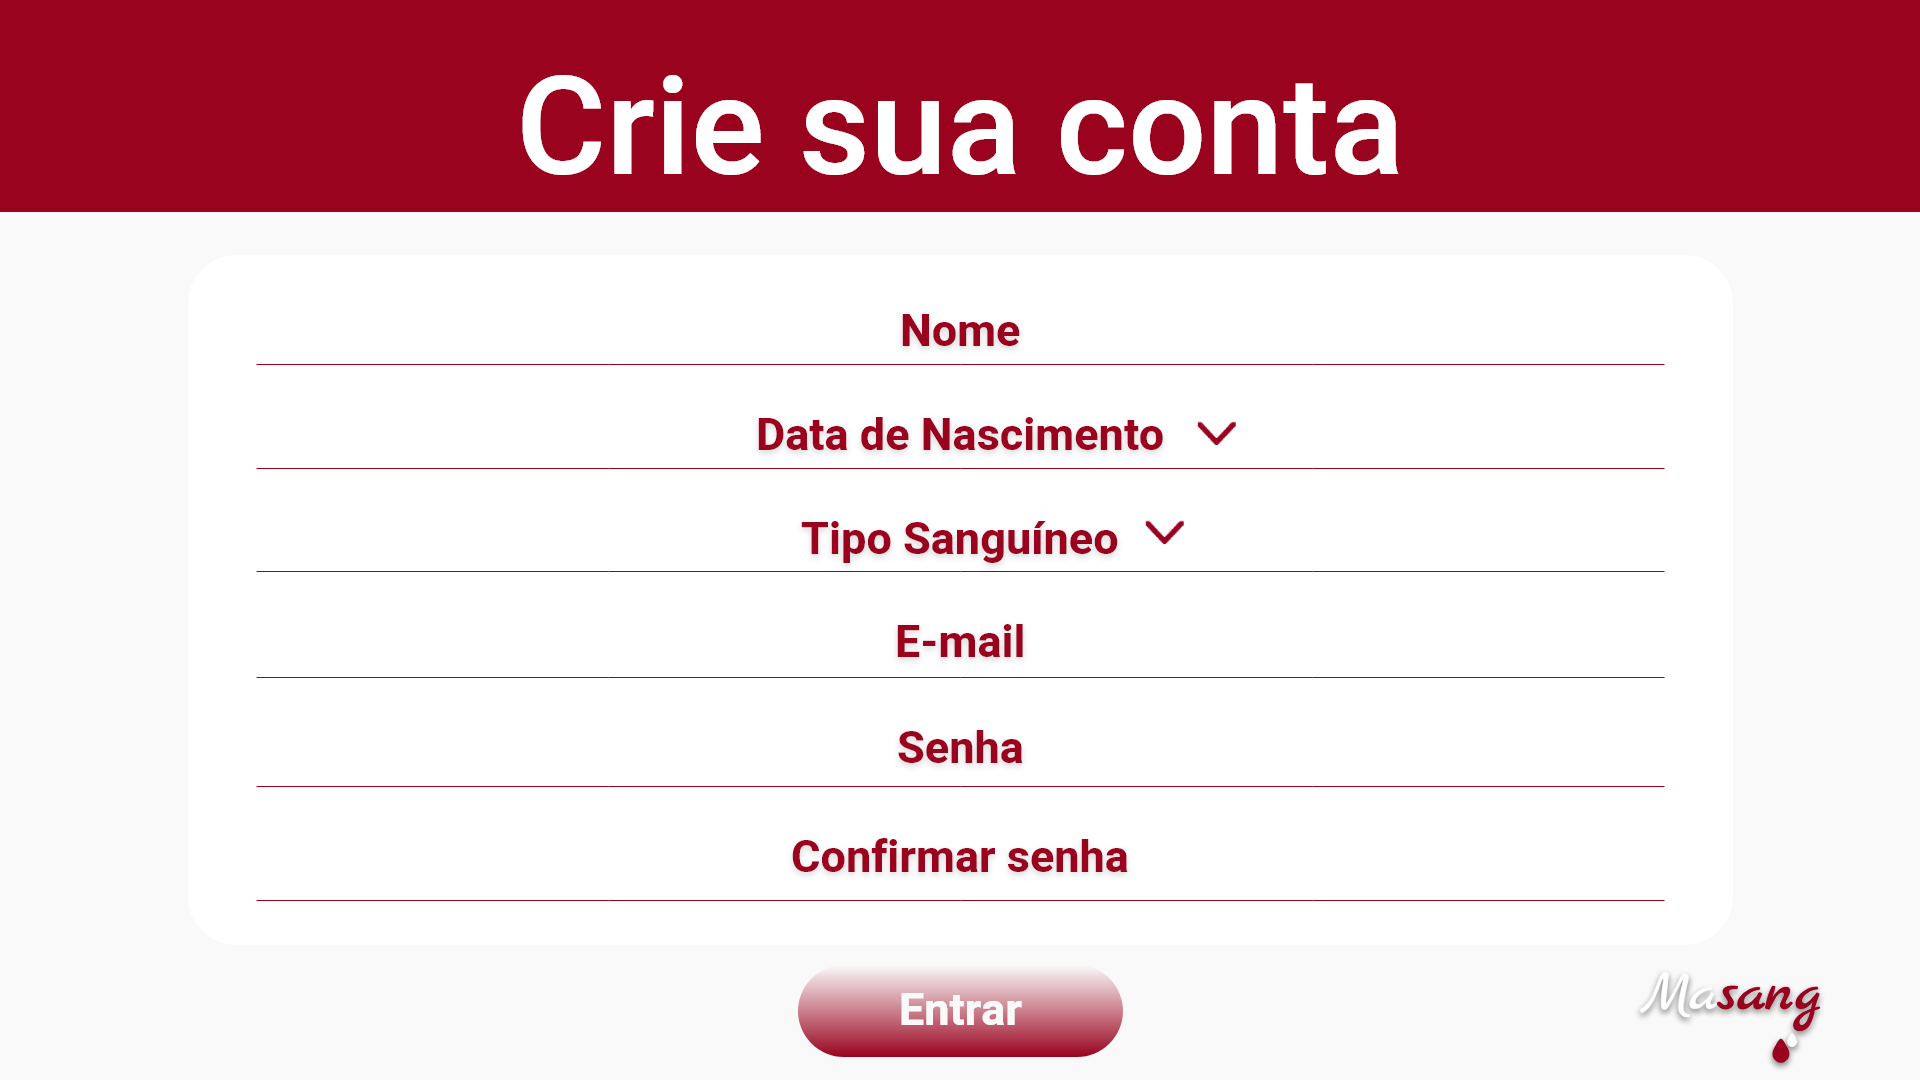 Crie sua conta
Nome
Data de Nascimento
Tipo Sanguíneo
E-mail
Senha
Confirmar senha
Entrar
Masang